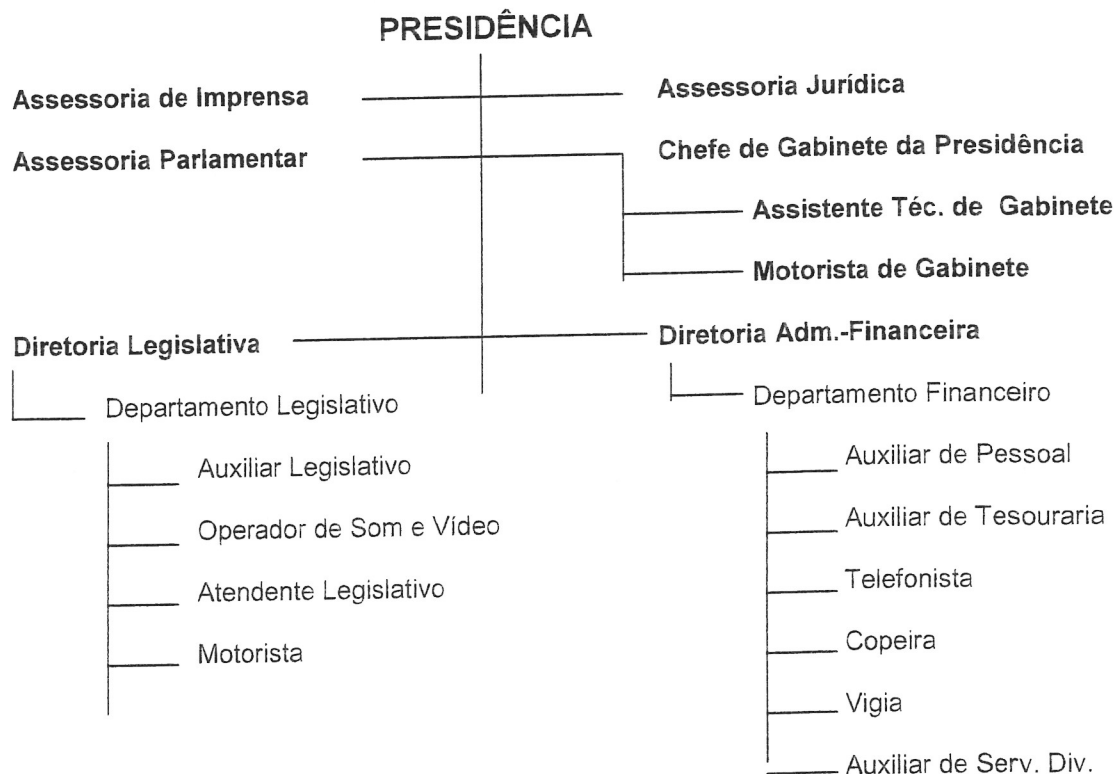 PRESIDÊNCIA
Assessoria de Imprensa
Assessoria Jurídica
Assessoria Parlamentar
Chefe de Gabinete da Presidência
Assistente Téc. de Gabinete
Motorista de Gabinete
Diretoria Legislativa
Diretoria Adm.-Financeira
Departamento Legislativo
Auxiliar Legislativo
Operador de Som e Vídeo
Atendente Legislativo
Motorista
Departamento Financeiro
Auxiliar de Pessoal
Auxiliar de Tesouraria
Telefonista
Copeira
Vigia
Auxiliar de Serv. Div.